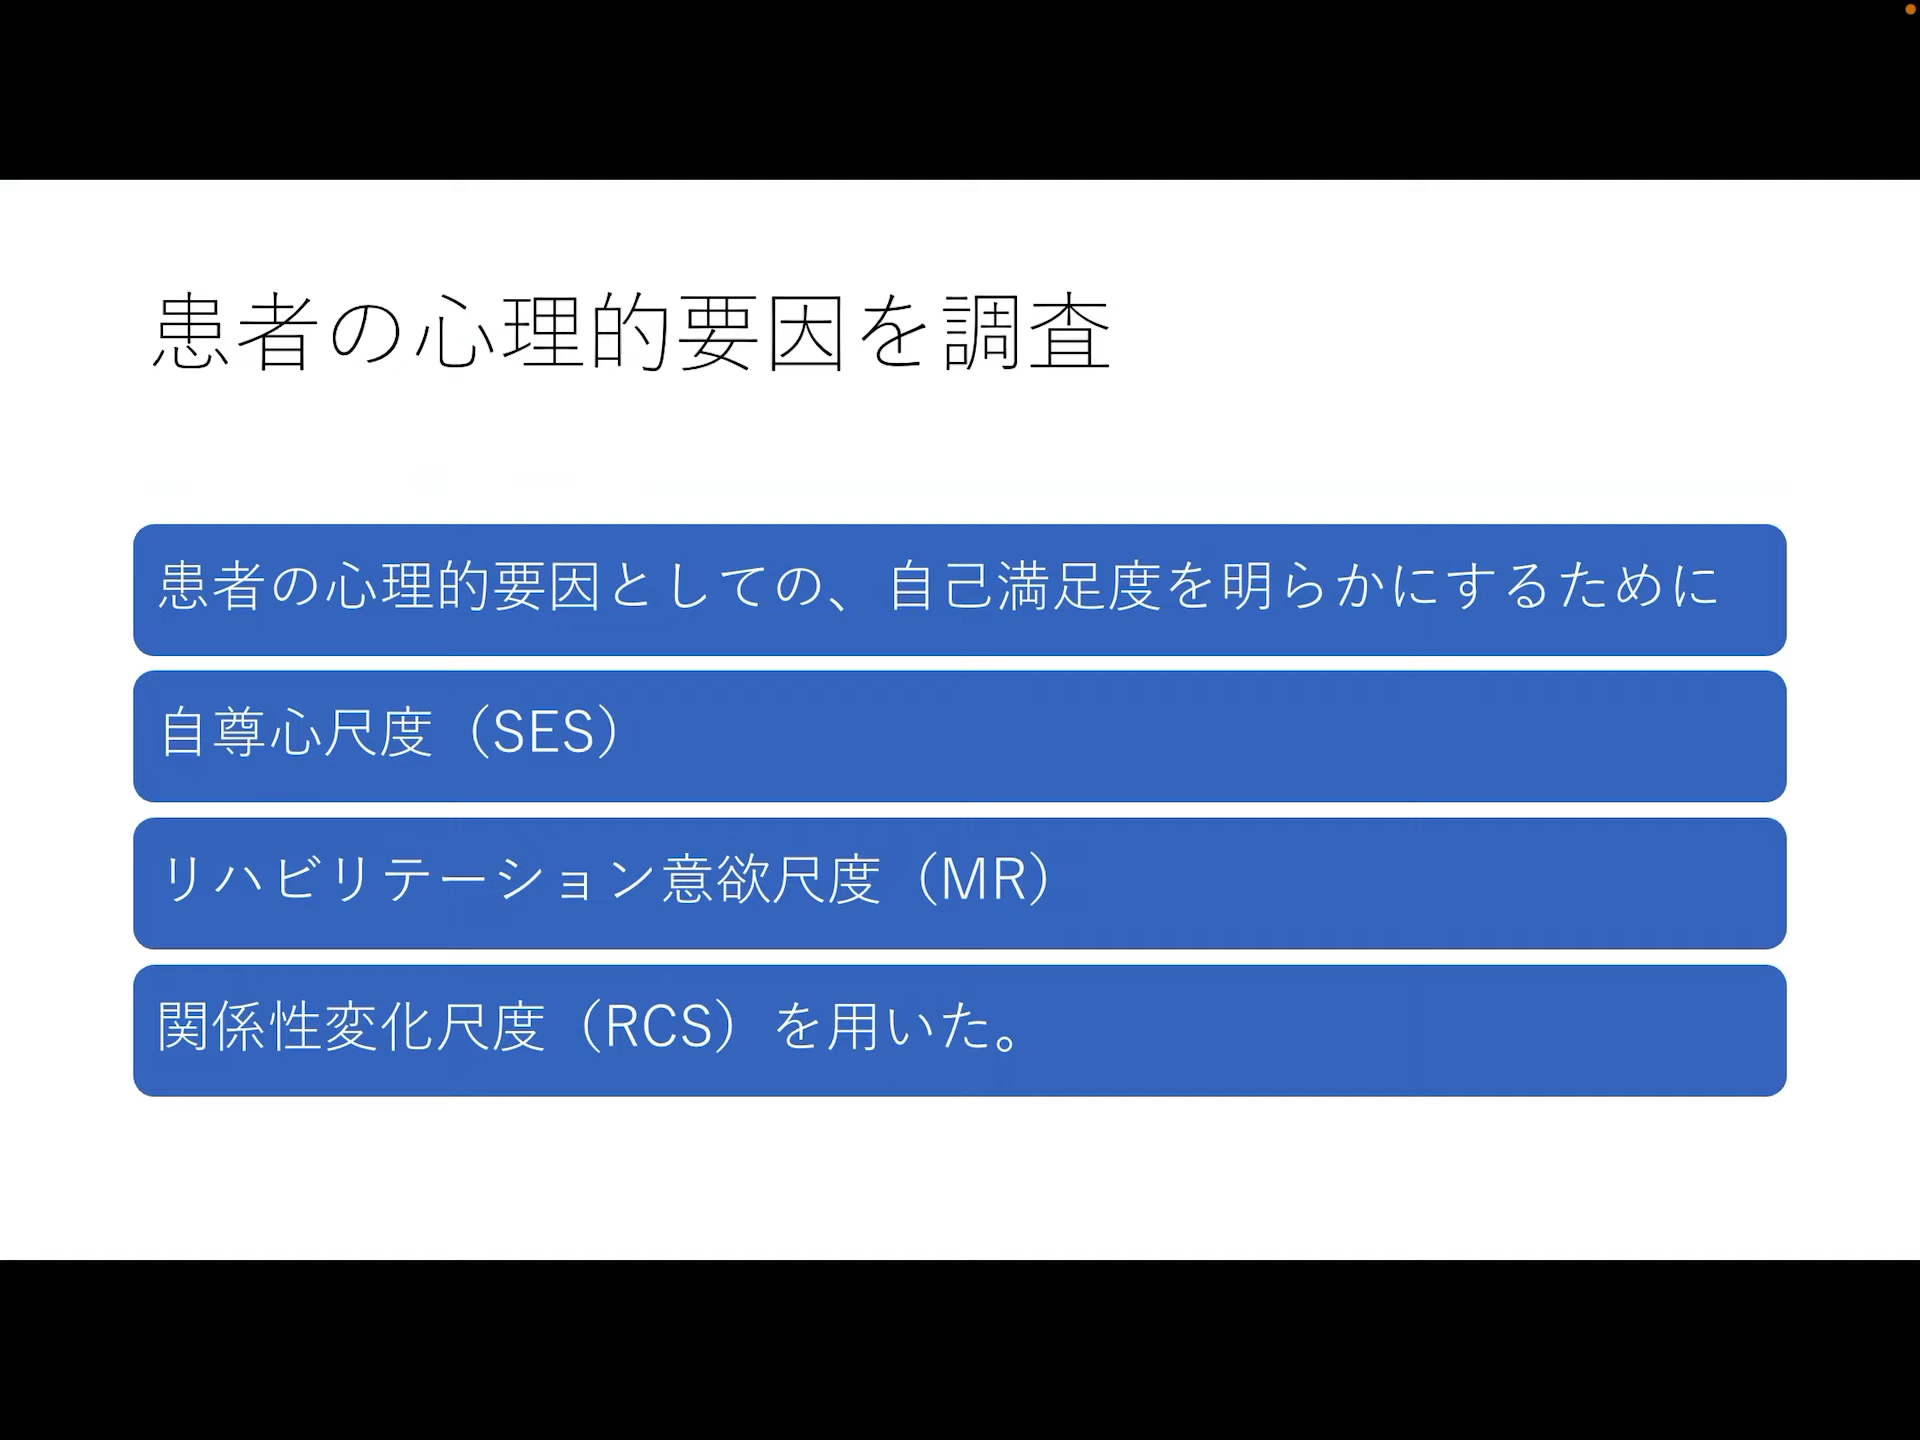 患者の心理的要因を調査
患者の心理的要因としての、自己満足度を明らかにするために
自尊心尺度（SES）
リハビリテーション意欲尺度（MR）
関係性変化尺度（RCS）を用いた。